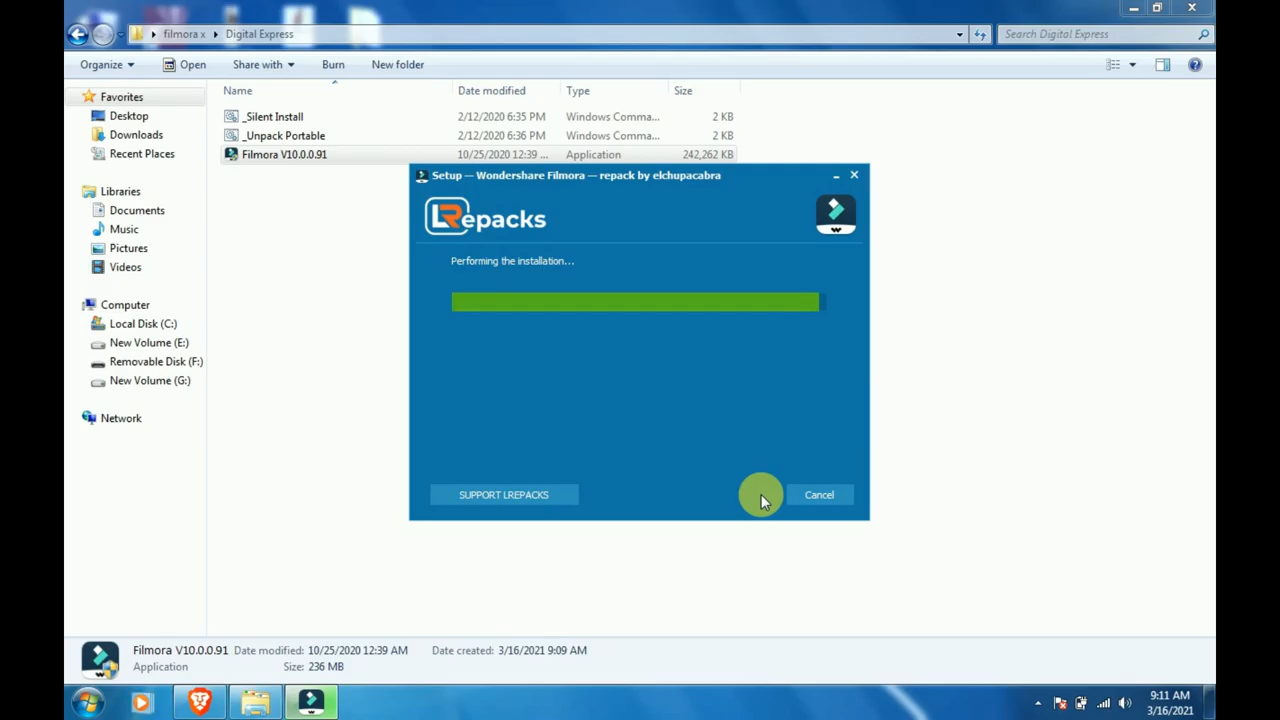 filmora x ▸ Digital Express
Search Digital Express
Organize
Open
Share with
Burn
New folder
Name
Date modified
Type
Size
Favorites
Desktop
Downloads
Recent Places
Libraries
Documents
Music
Pictures
Videos
Computer
Local Disk (C:)
New Volume (E:)
Removable Disk (F:)
New Volume (G:)
Network
_Silent Install 2/12/2020 6:35 PM Windows Comma... 2 KB
_Unpack Portable 2/12/2020 6:36 PM Windows Comma... 2 KB
Filmora V10.0.0.91 10/25/2020 12:39 ... Application 242,262 KB
Setup — Wondershare Filmora — repack by elchupacabra
LRepacks
Performing the installation...
SUPPORT LREPACKS
Cancel
Filmora V10.0.0.91 Date modified: 10/25/2020 12:39 AM Date created: 3/16/2021 9:09 AM
Application Size: 236 MB
9:11 AM
3/16/2021